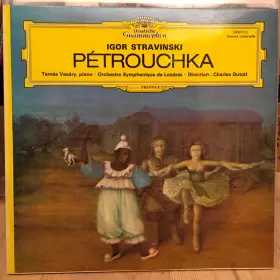 Deutsche
Grammophon
IGOR STRAVINSKI
PÉTROUCHKA
Tamás Vásáry, piano · Orchestre Symphonique de Londres · Direction : Charles Dutoit
PRESTIGE